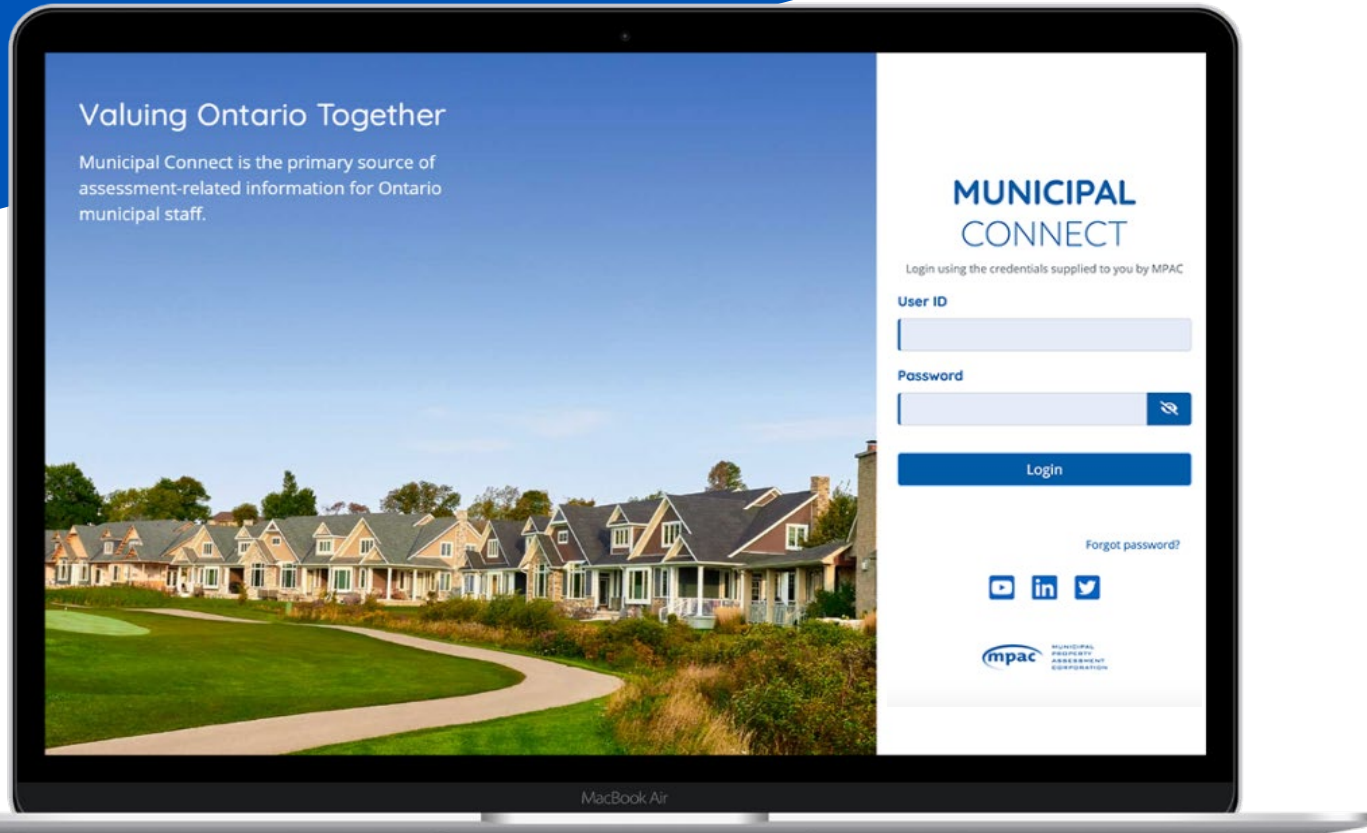 Valuing Ontario Together
Municipal Connect is the primary source of
assessment-related information for Ontario
municipal staff.
MUNICIPAL
CONNECT
Login using the credentials supplied to you by MPAC
User ID
Password
Login
Forgot password?
in
mpac
MUNICIPAL
PROPERTY
ASSESSMENT
CORPORATION
MacBook Air